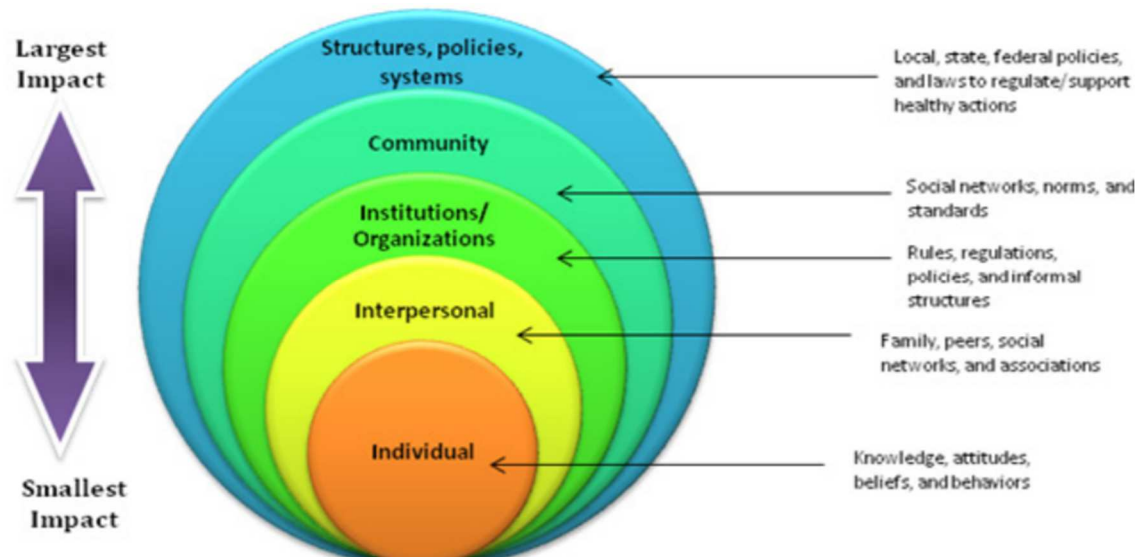 Largest
Impact
Structures, policies,
systems
Local, state, federal policies,
and laws to regulate/support
healthy actions
Community
Social networks, norms, and
standards
Institutions/
Organizations
Rules, regulations,
policies, and informal
structures
Interpersonal
Family, peers, social
networks, and associations
Individual
Knowledge, attitudes,
beliefs, and behaviors
Smallest
Impact